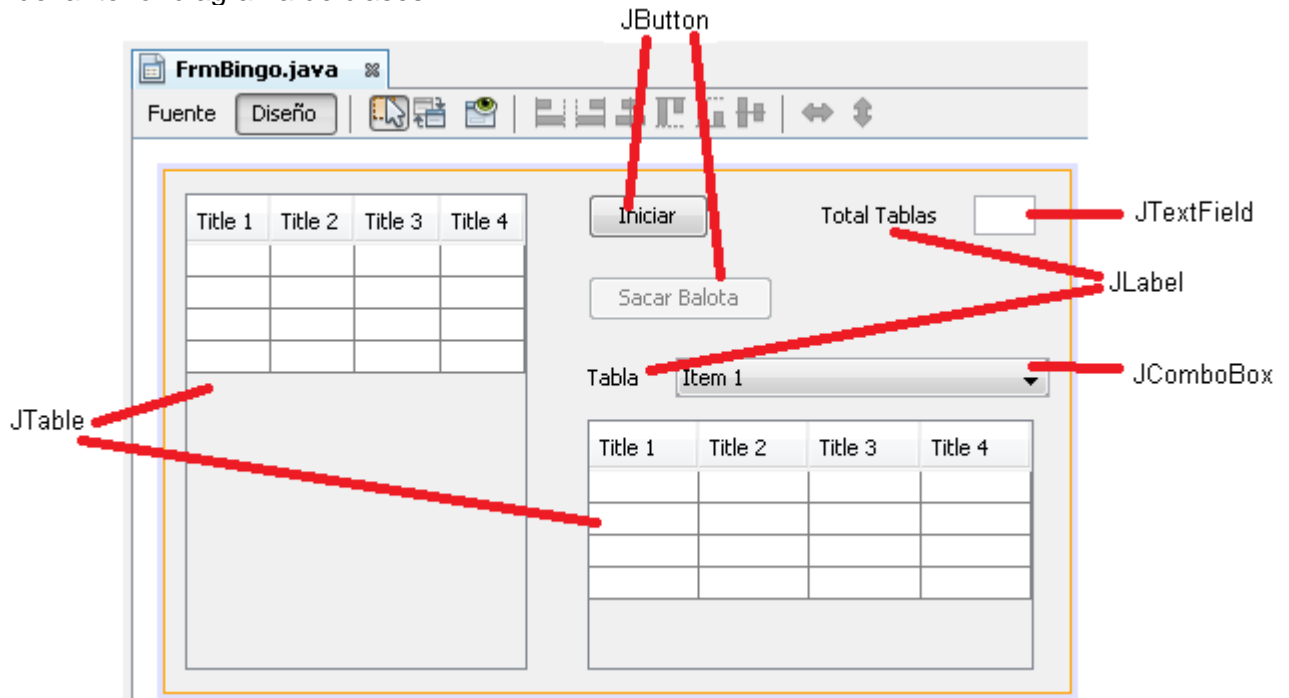 JButton
FrmBingo.java
Fuente Diseño
Title 1 Title 2 Title 3 Title 4
Iniciar
Total Tablas
JTextField
Sacar Balota
JLabel
Tabla
Item 1
JComboBox
JTable
Title 1 Title 2 Title 3 Title 4